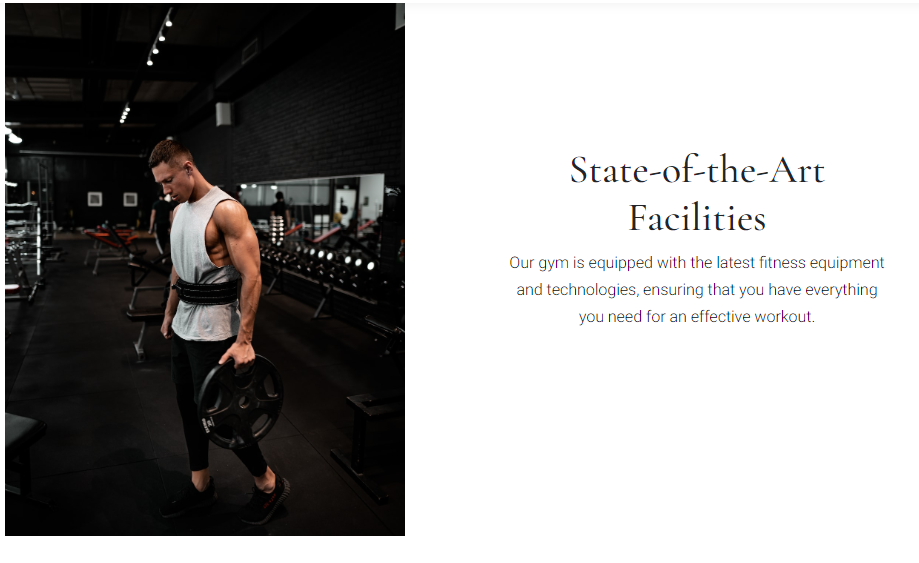 State-of-the-Art
Facilities
Our gym is equipped with the latest fitness equipment
and technologies, ensuring that you have everything
you need for an effective workout.